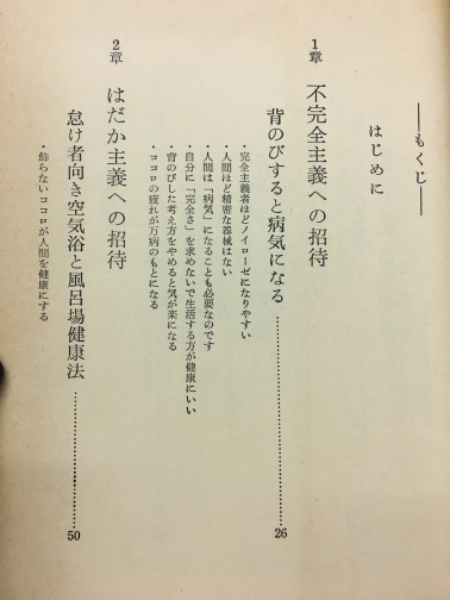 ――もくじ――
はじめに
1章 不完全主義への招待
背のびすると病気になる…………26
・完全主義者ほどノイローゼになりやすい
・人間ほど精密な器械はない
・人間は「病気」になることも必要なのです
・自分に「完全さ」を求めないで生活する方が健康にいい
・背のびした考え方をやめると気が楽になる
・ココロの疲れが万病のもとになる
2章 はだか主義への招待
怠け者向き空気浴と風呂場健康法…………50
・飾らないココロが人間を健康にする